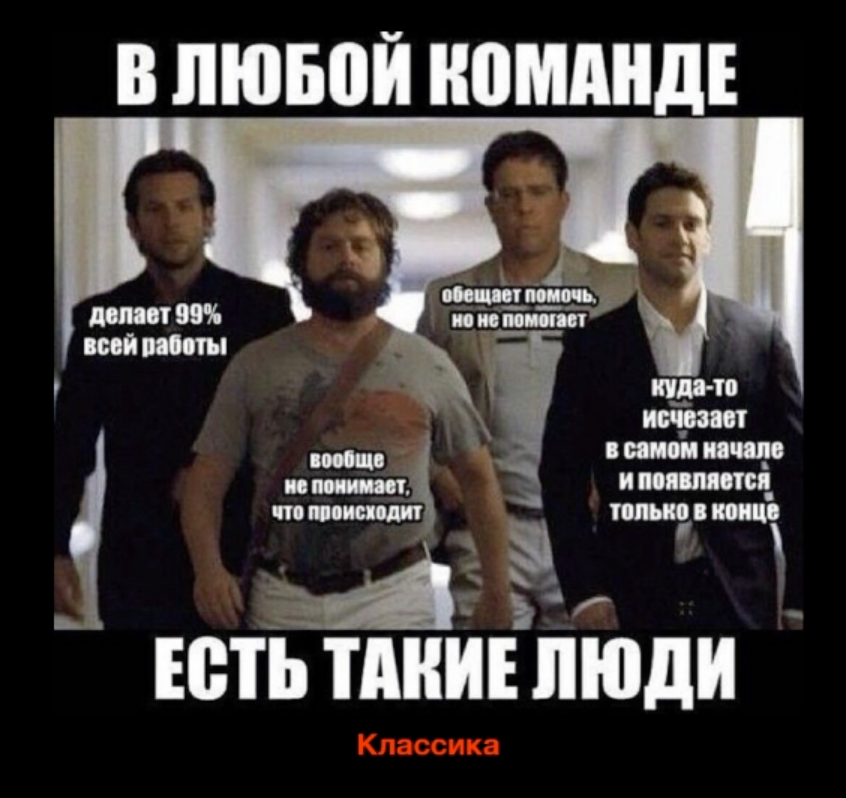 В ЛЮБОЙ КОМАНДЕ
делает 99%
всей работы
вообще
не понимает,
что происходит
обещает помочь,
но не помогает
куда-то
исчезает
в самом начале
и появляется
только в конце
ЕСТЬ ТАКИЕ ЛЮДИ
Классика